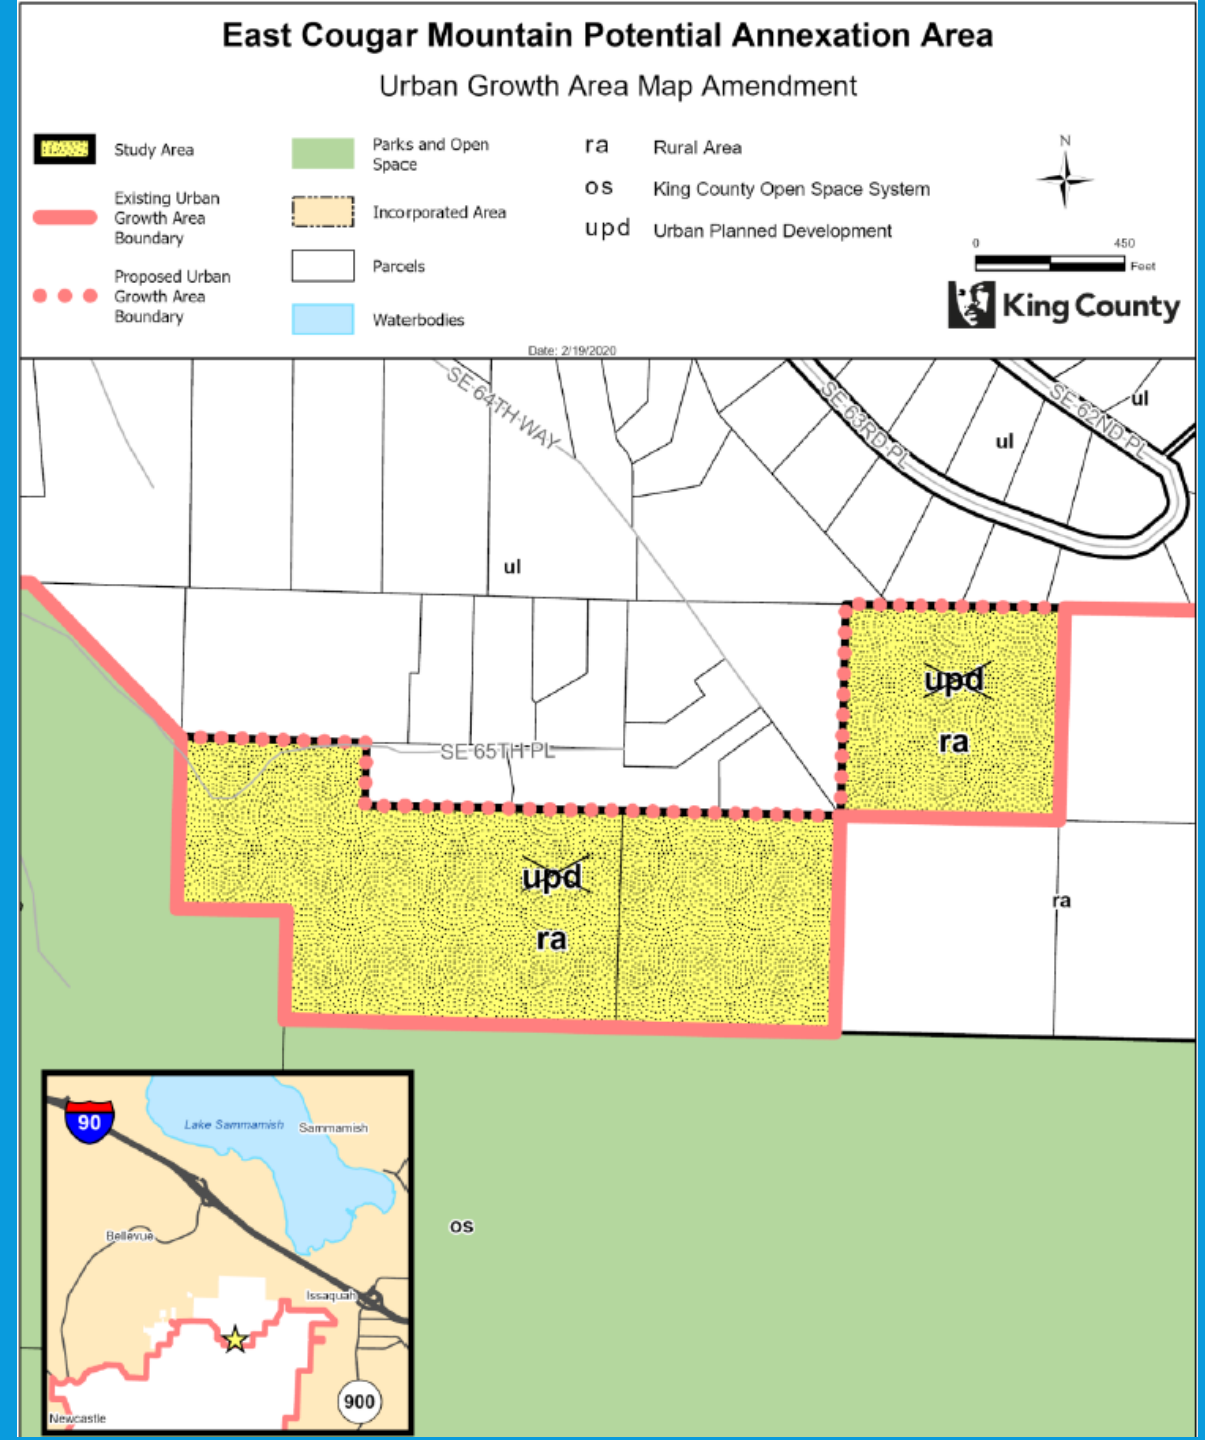 East Cougar Mountain Potential Annexation Area
Urban Growth Area Map Amendment
Study Area
Existing Urban
Growth Area
Boundary
Proposed Urban
Growth Area
Boundary
Parks and Open
Space
Incorporated Area
Parcels
Waterbodies
ra Rural Area
os King County Open Space System
upd Urban Planned Development
N
0 450
Feet
King County
Date: 2/19/2020
SE 64TH WAY
SE 63RD PL
SE 62ND PL
ul
ul
ul
upd
ra
SE 65TH PL
upd
ra
ra
os
90
Lake Sammamish
Sammamish
Bellevue
Issaquah
900
Newcastle